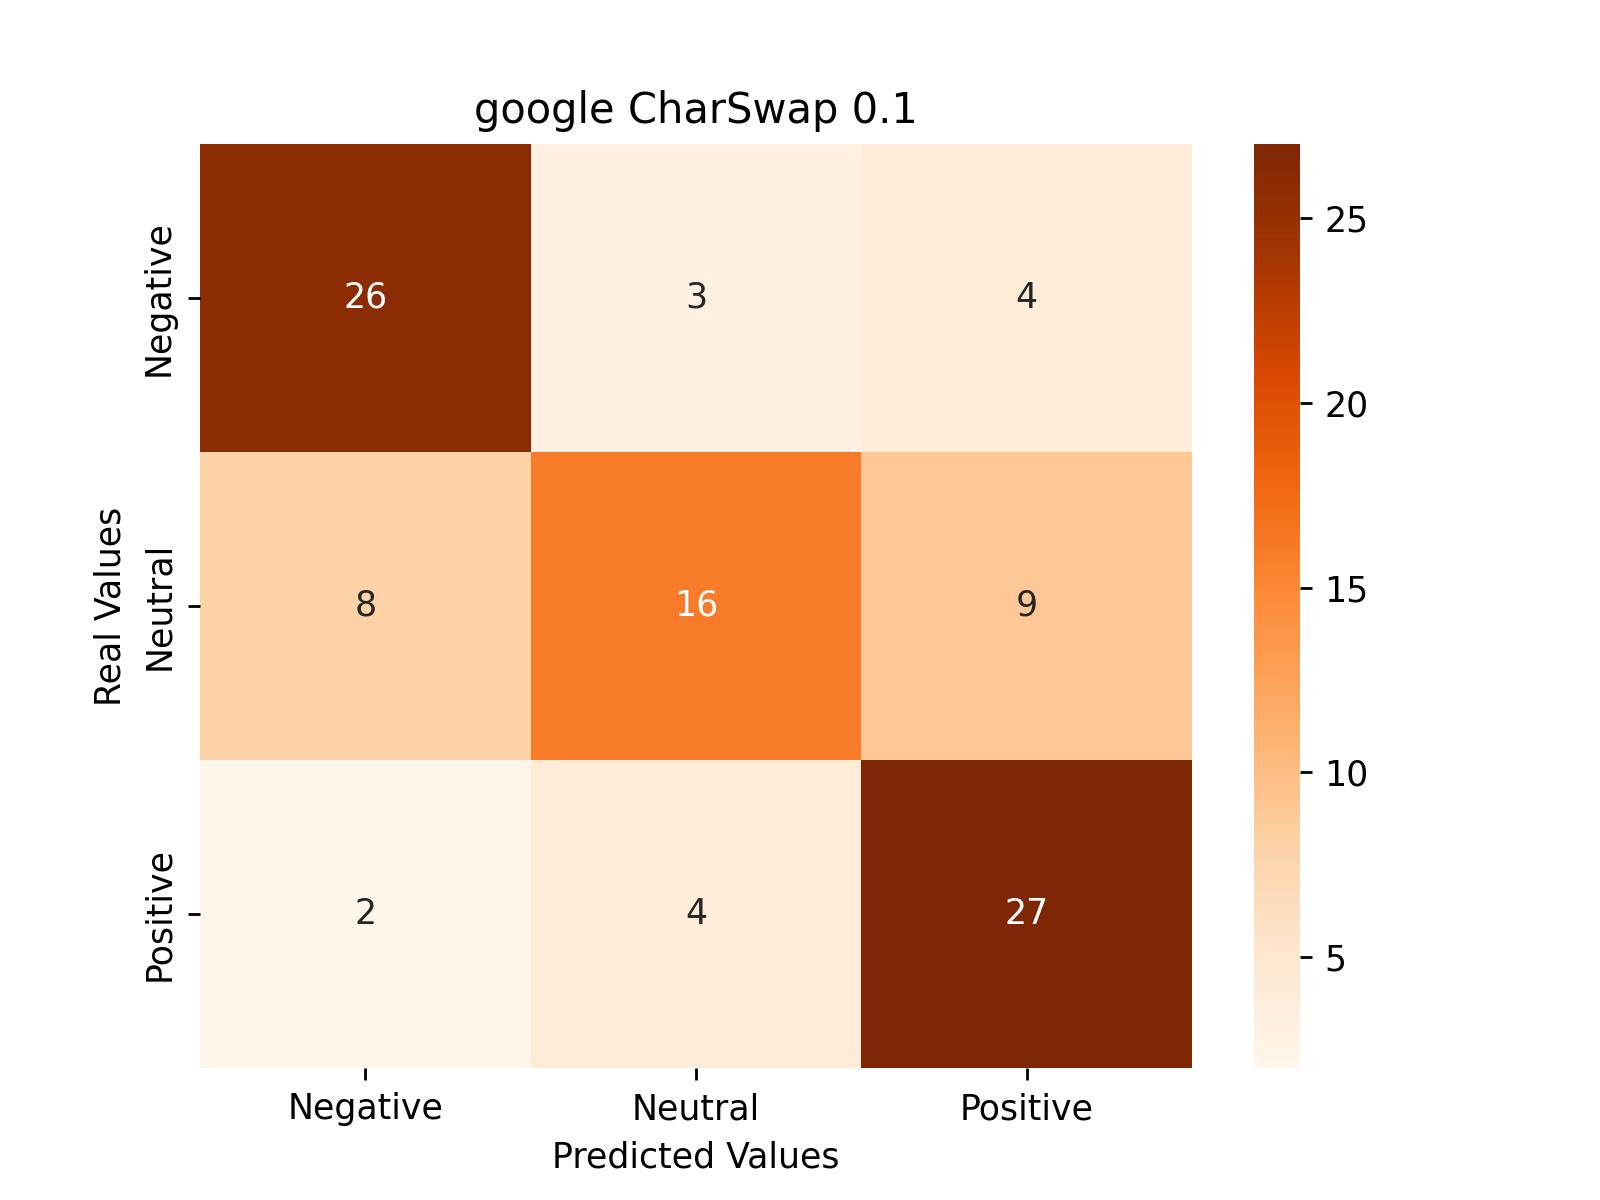 google CharSwap 0.1
Real Values
Negative
26 3 4
Neutral
8 16 9
Positive
2 4 27
Negative Neutral Positive
Predicted Values
25
20
15
10
5